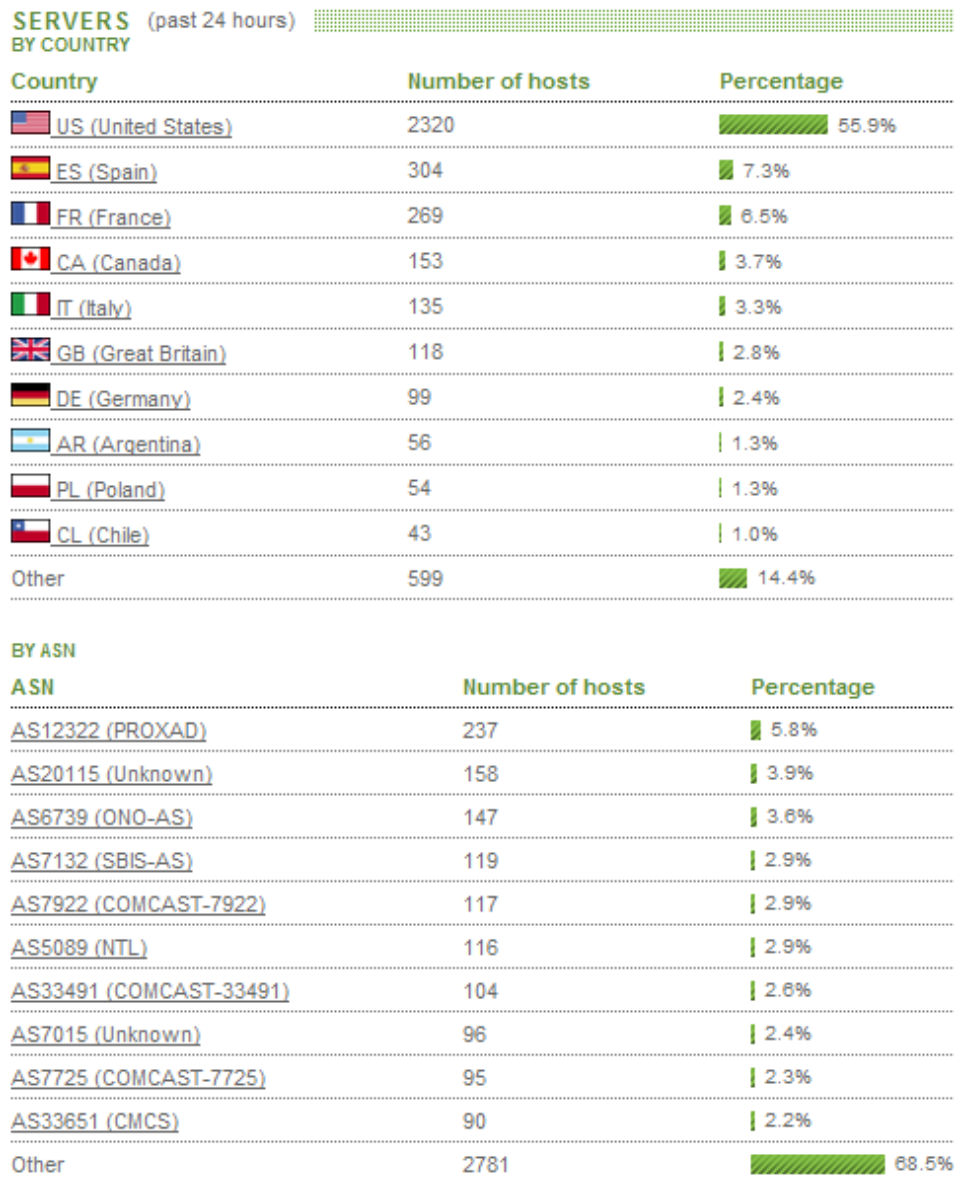 SERVERS (past 24 hours)
BY COUNTRY
Country Number of hosts Percentage
US (United States) 2320 55.9%
ES (Spain) 304 7.3%
FR (France) 269 6.5%
CA (Canada) 153 3.7%
IT (Italy) 135 3.3%
GB (Great Britain) 118 2.8%
DE (Germany) 99 2.4%
AR (Argentina) 56 1.3%
PL (Poland) 54 1.3%
CL (Chile) 43 1.0%
Other 599 14.4%
BY ASN
ASN Number of hosts Percentage
AS12322 (PROXAD) 237 5.8%
AS20115 (Unknown) 158 3.9%
AS6739 (ONO-AS) 147 3.6%
AS7132 (SBIS-AS) 119 2.9%
AS7922 (COMCAST-7922) 117 2.9%
AS5089 (NTL) 116 2.9%
AS33491 (COMCAST-33491) 104 2.6%
AS7015 (Unknown) 96 2.4%
AS7725 (COMCAST-7725) 95 2.3%
AS33651 (CMCS) 90 2.2%
Other 2781 68.5%